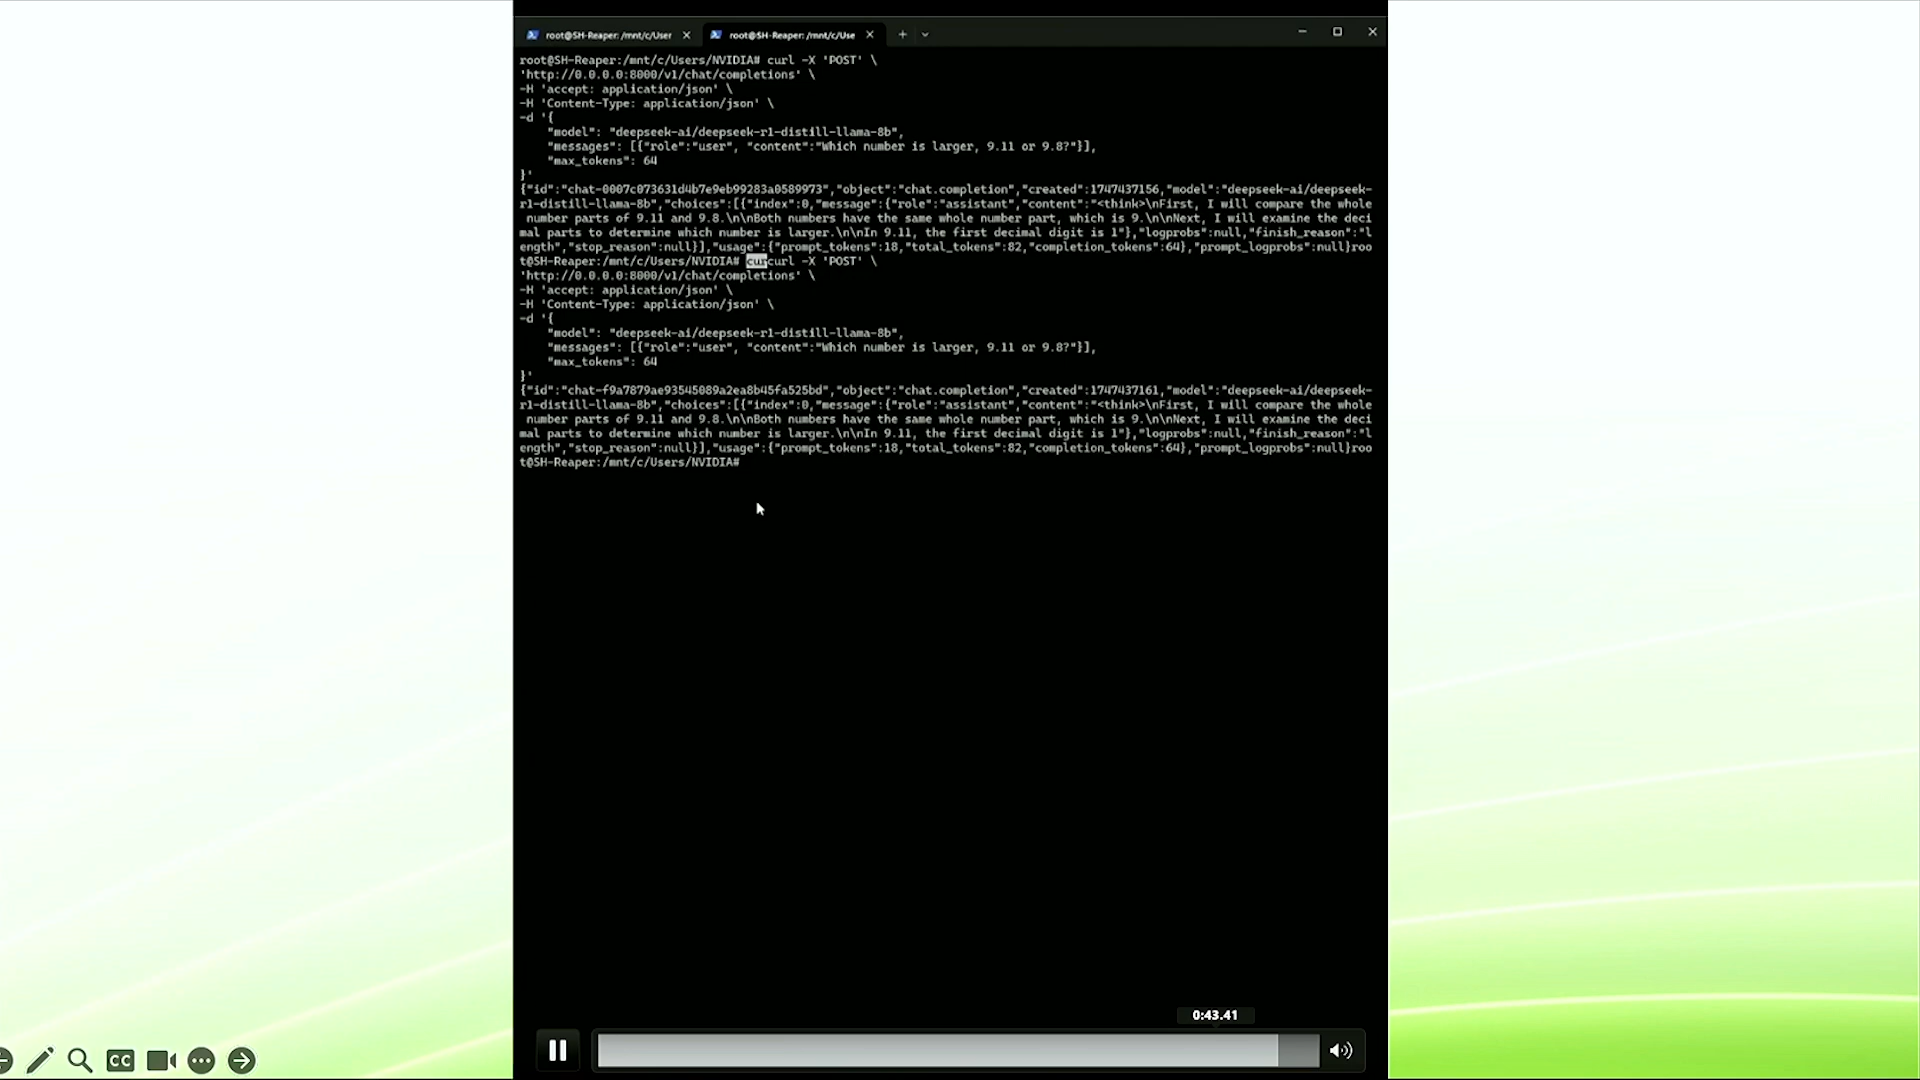 root@SH-Reaper: /mnt/c/User
root@SH-Reaper: /mnt/c/Use
root@SH-Reaper:/mnt/c/Users/NVIDIA# curl -X 'POST' \
'http://0.0.0.0:8000/v1/chat/completions' \
-H 'accept: application/json' \
-H 'Content-Type: application/json' \
-d '{
"model": "deepseek-ai/deepseek-r1-distill-llama-8b",
"messages": [{"role":"user", "content":"Which number is larger, 9.11 or 9.8?"}],
"max_tokens": 64
}'
{"id":"chat-0007c073631d4b7e9eb99283a0589973","object":"chat.completion","created":1747437156,"model":"deepseek-ai/deepseek-
r1-distill-llama-8b","choices":[{"index":0,"message":{"role":"assistant","content":"<think>\nFirst, I will compare the whole
number parts of 9.11 and 9.8.\n\nBoth numbers have the same whole number part, which is 9.\n\nNext, I will examine the deci
mal parts to determine which number is larger.\n\nIn 9.11, the first decimal digit is 1"},"logprobs":null,"finish_reason":"l
ength","stop_reason":null}],"usage":{"prompt_tokens":18,"total_tokens":82,"completion_tokens":64},"prompt_logprobs":null}roo
t@SH-Reaper:/mnt/c/Users/NVIDIA# curcurl -X 'POST' \
'http://0.0.0.0:8000/v1/chat/completions' \
-H 'accept: application/json' \
-H 'Content-Type: application/json' \
-d '{
"model": "deepseek-ai/deepseek-r1-distill-llama-8b",
"messages": [{"role":"user", "content":"Which number is larger, 9.11 or 9.8?"}],
"max_tokens": 64
}'
{"id":"chat-f9a7879ae93545089a2ea8b45fa525bd","object":"chat.completion","created":1747437161,"model":"deepseek-ai/deepseek-
r1-distill-llama-8b","choices":[{"index":0,"message":{"role":"assistant","content":"<think>\nFirst, I will compare the whole
number parts of 9.11 and 9.8.\n\nBoth numbers have the same whole number part, which is 9.\n\nNext, I will examine the deci
mal parts to determine which number is larger.\n\nIn 9.11, the first decimal digit is 1"},"logprobs":null,"finish_reason":"l
ength","stop_reason":null}],"usage":{"prompt_tokens":18,"total_tokens":82,"completion_tokens":64},"prompt_logprobs":null}roo
t@SH-Reaper:/mnt/c/Users/NVIDIA#
0:43.41
CC